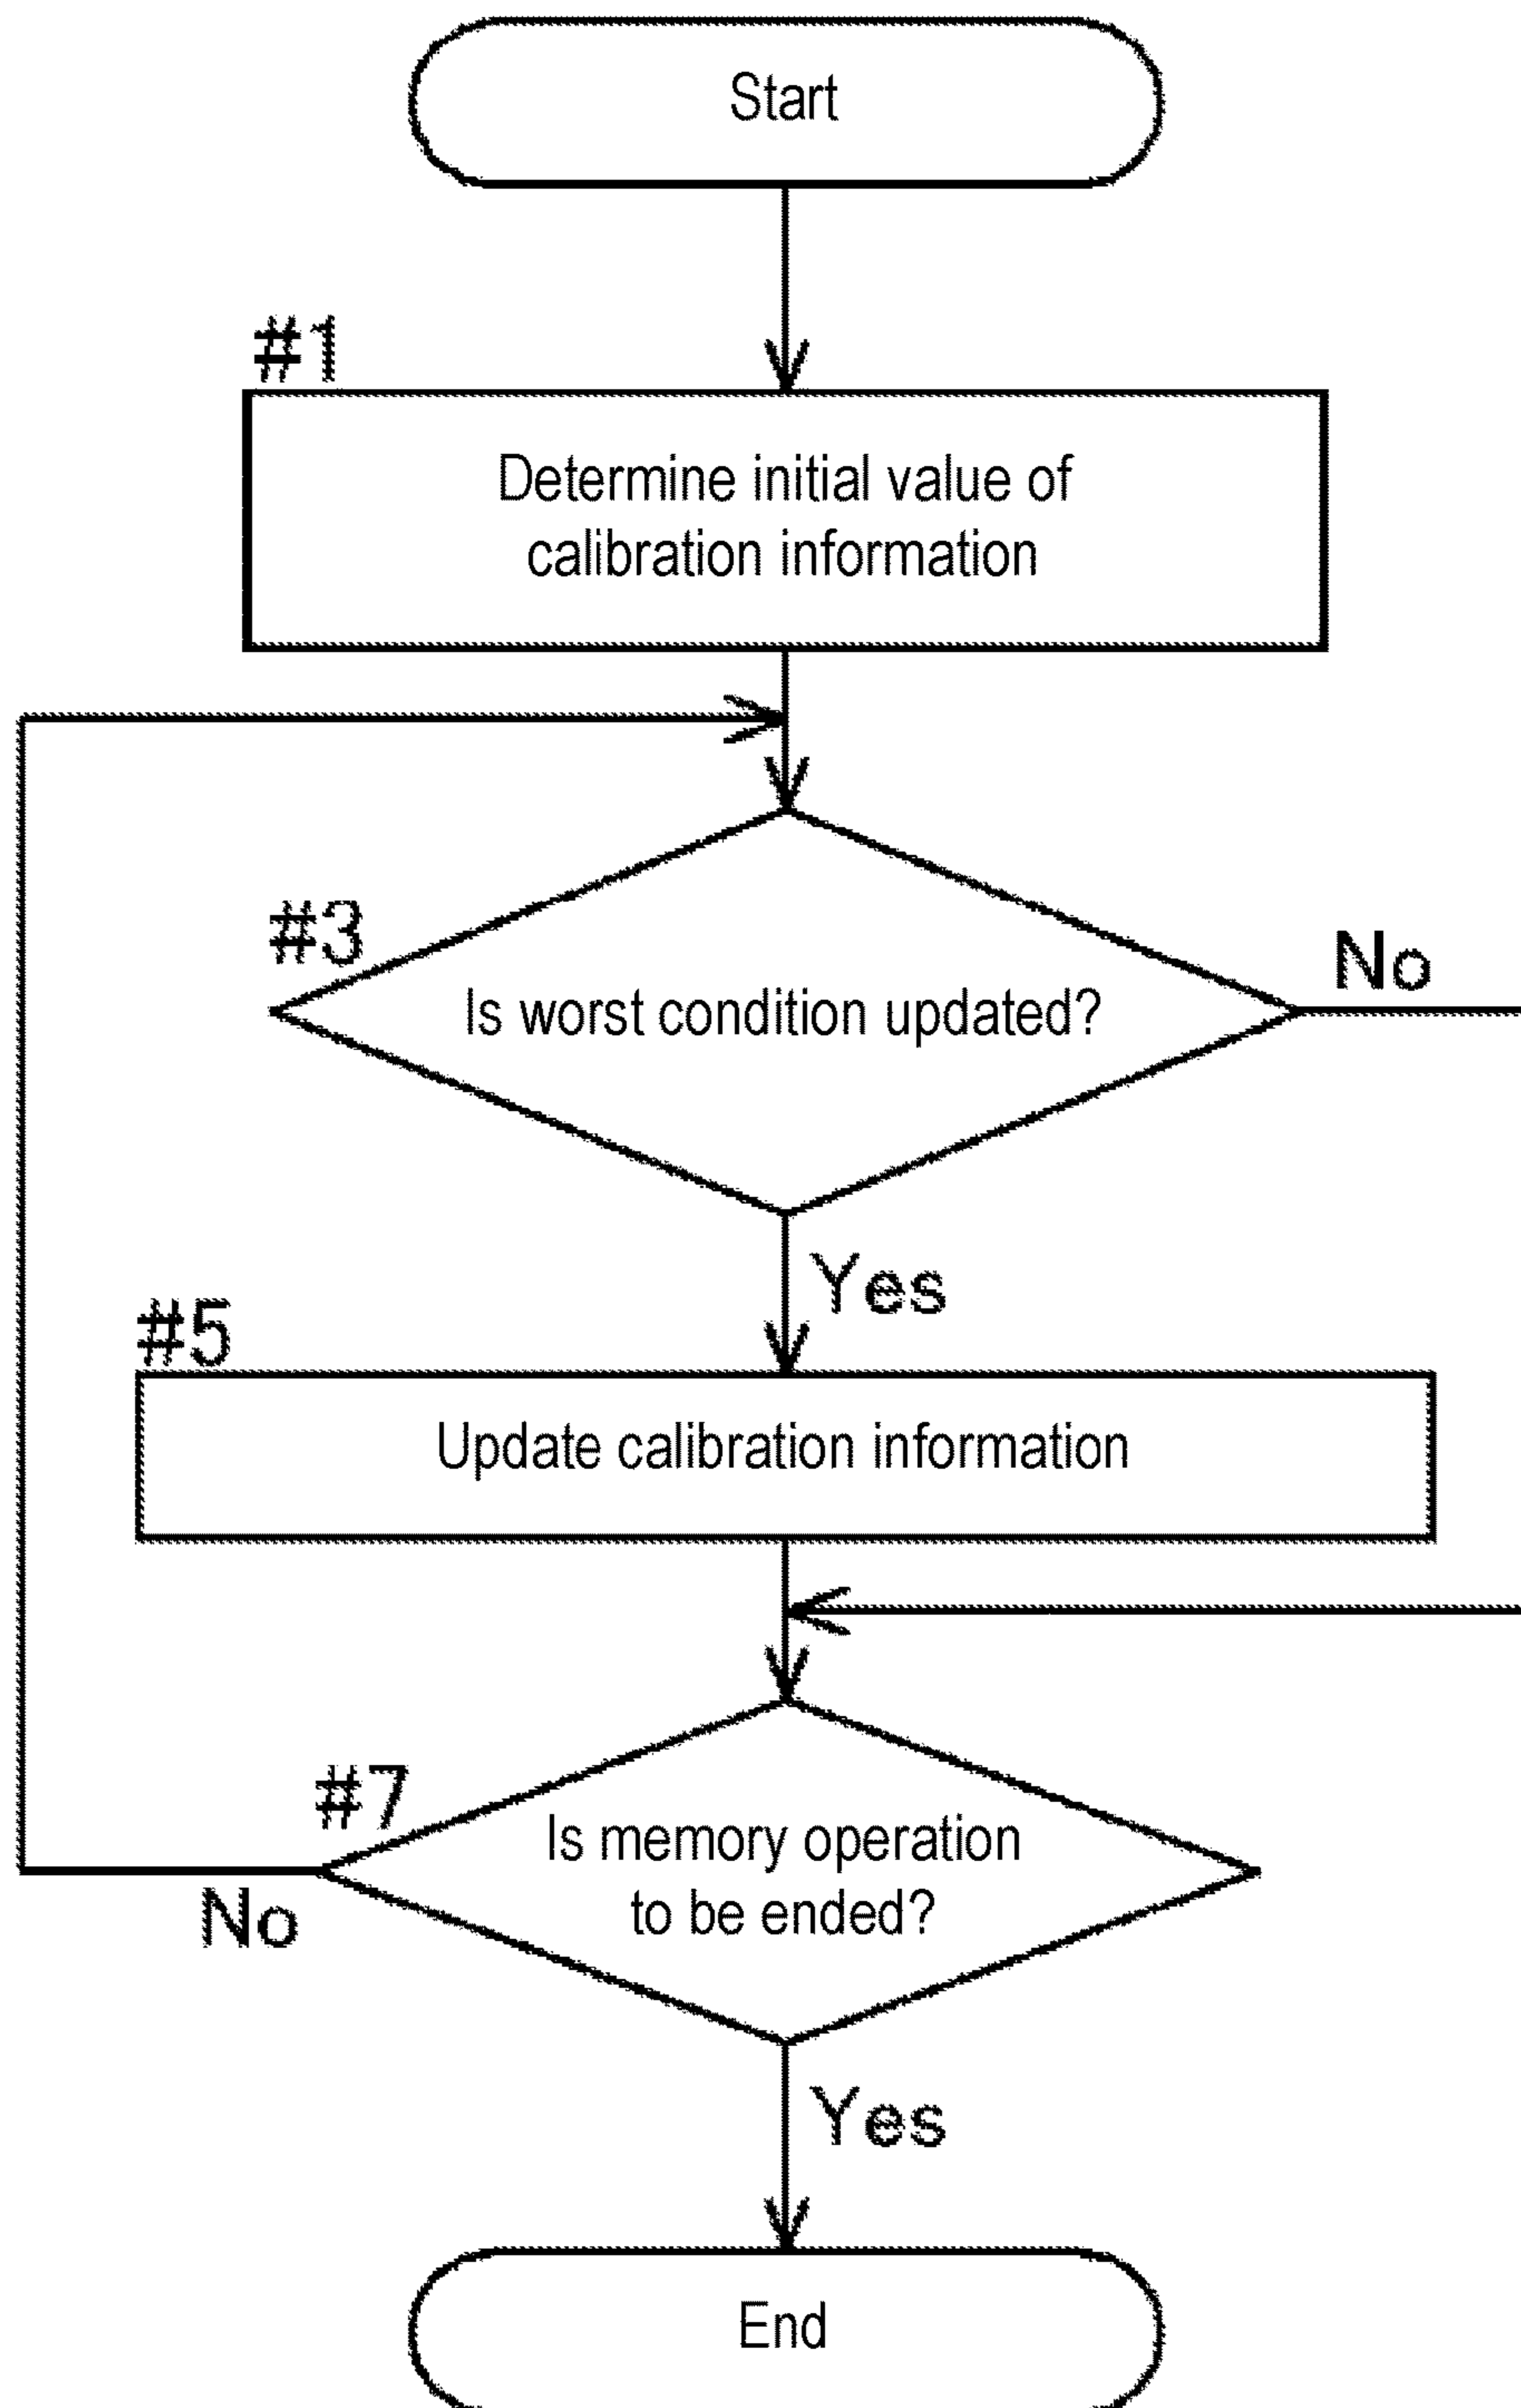 Start
#1
Determine initial value of
calibration information
#3
Is worst condition updated?
No
Yes
#5
Update calibration information
#7
Is memory operation
to be ended?
No
Yes
End